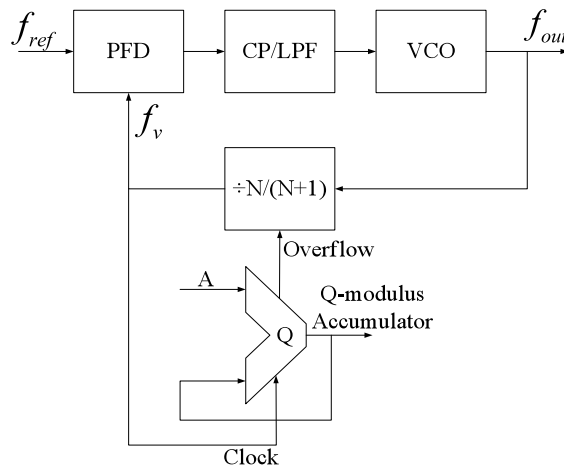 f_ref
PFD
CP/LPF
VCO
f_out
f_v
÷N/(N+1)
Overflow
A
Q-modulus
Accumulator
Q
Clock